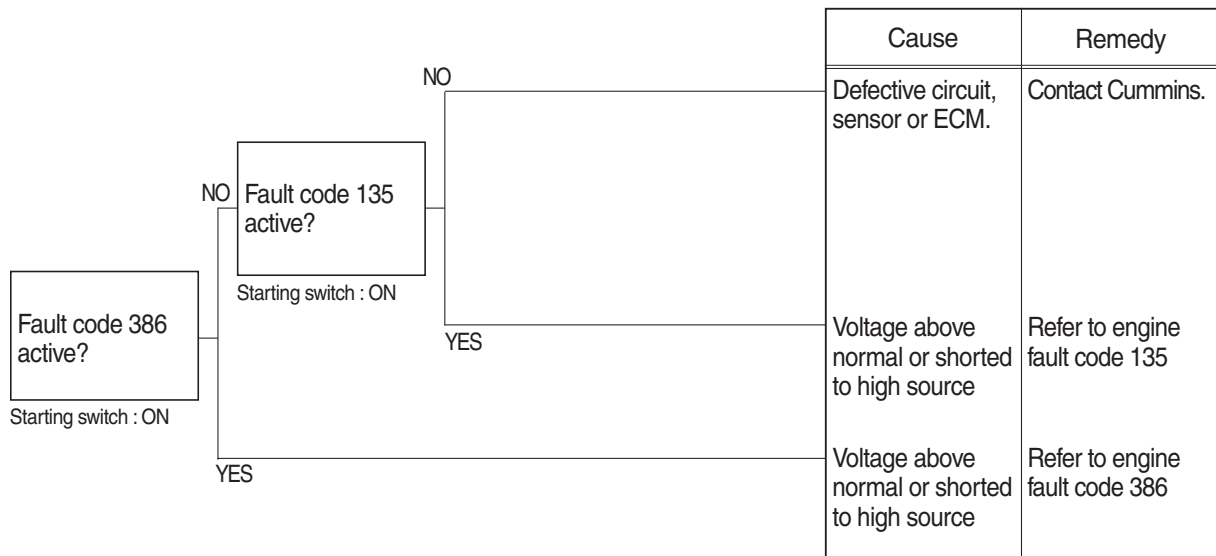 Cause
Remedy
NO
Defective circuit,
sensor or ECM.
Contact Cummins.
NO
Fault code 135
active?
Starting switch : ON
Fault code 386
active?
Starting switch : ON
YES
Voltage above
normal or shorted
to high source
Refer to engine
fault code 135
YES
Voltage above
normal or shorted
to high source
Refer to engine
fault code 386